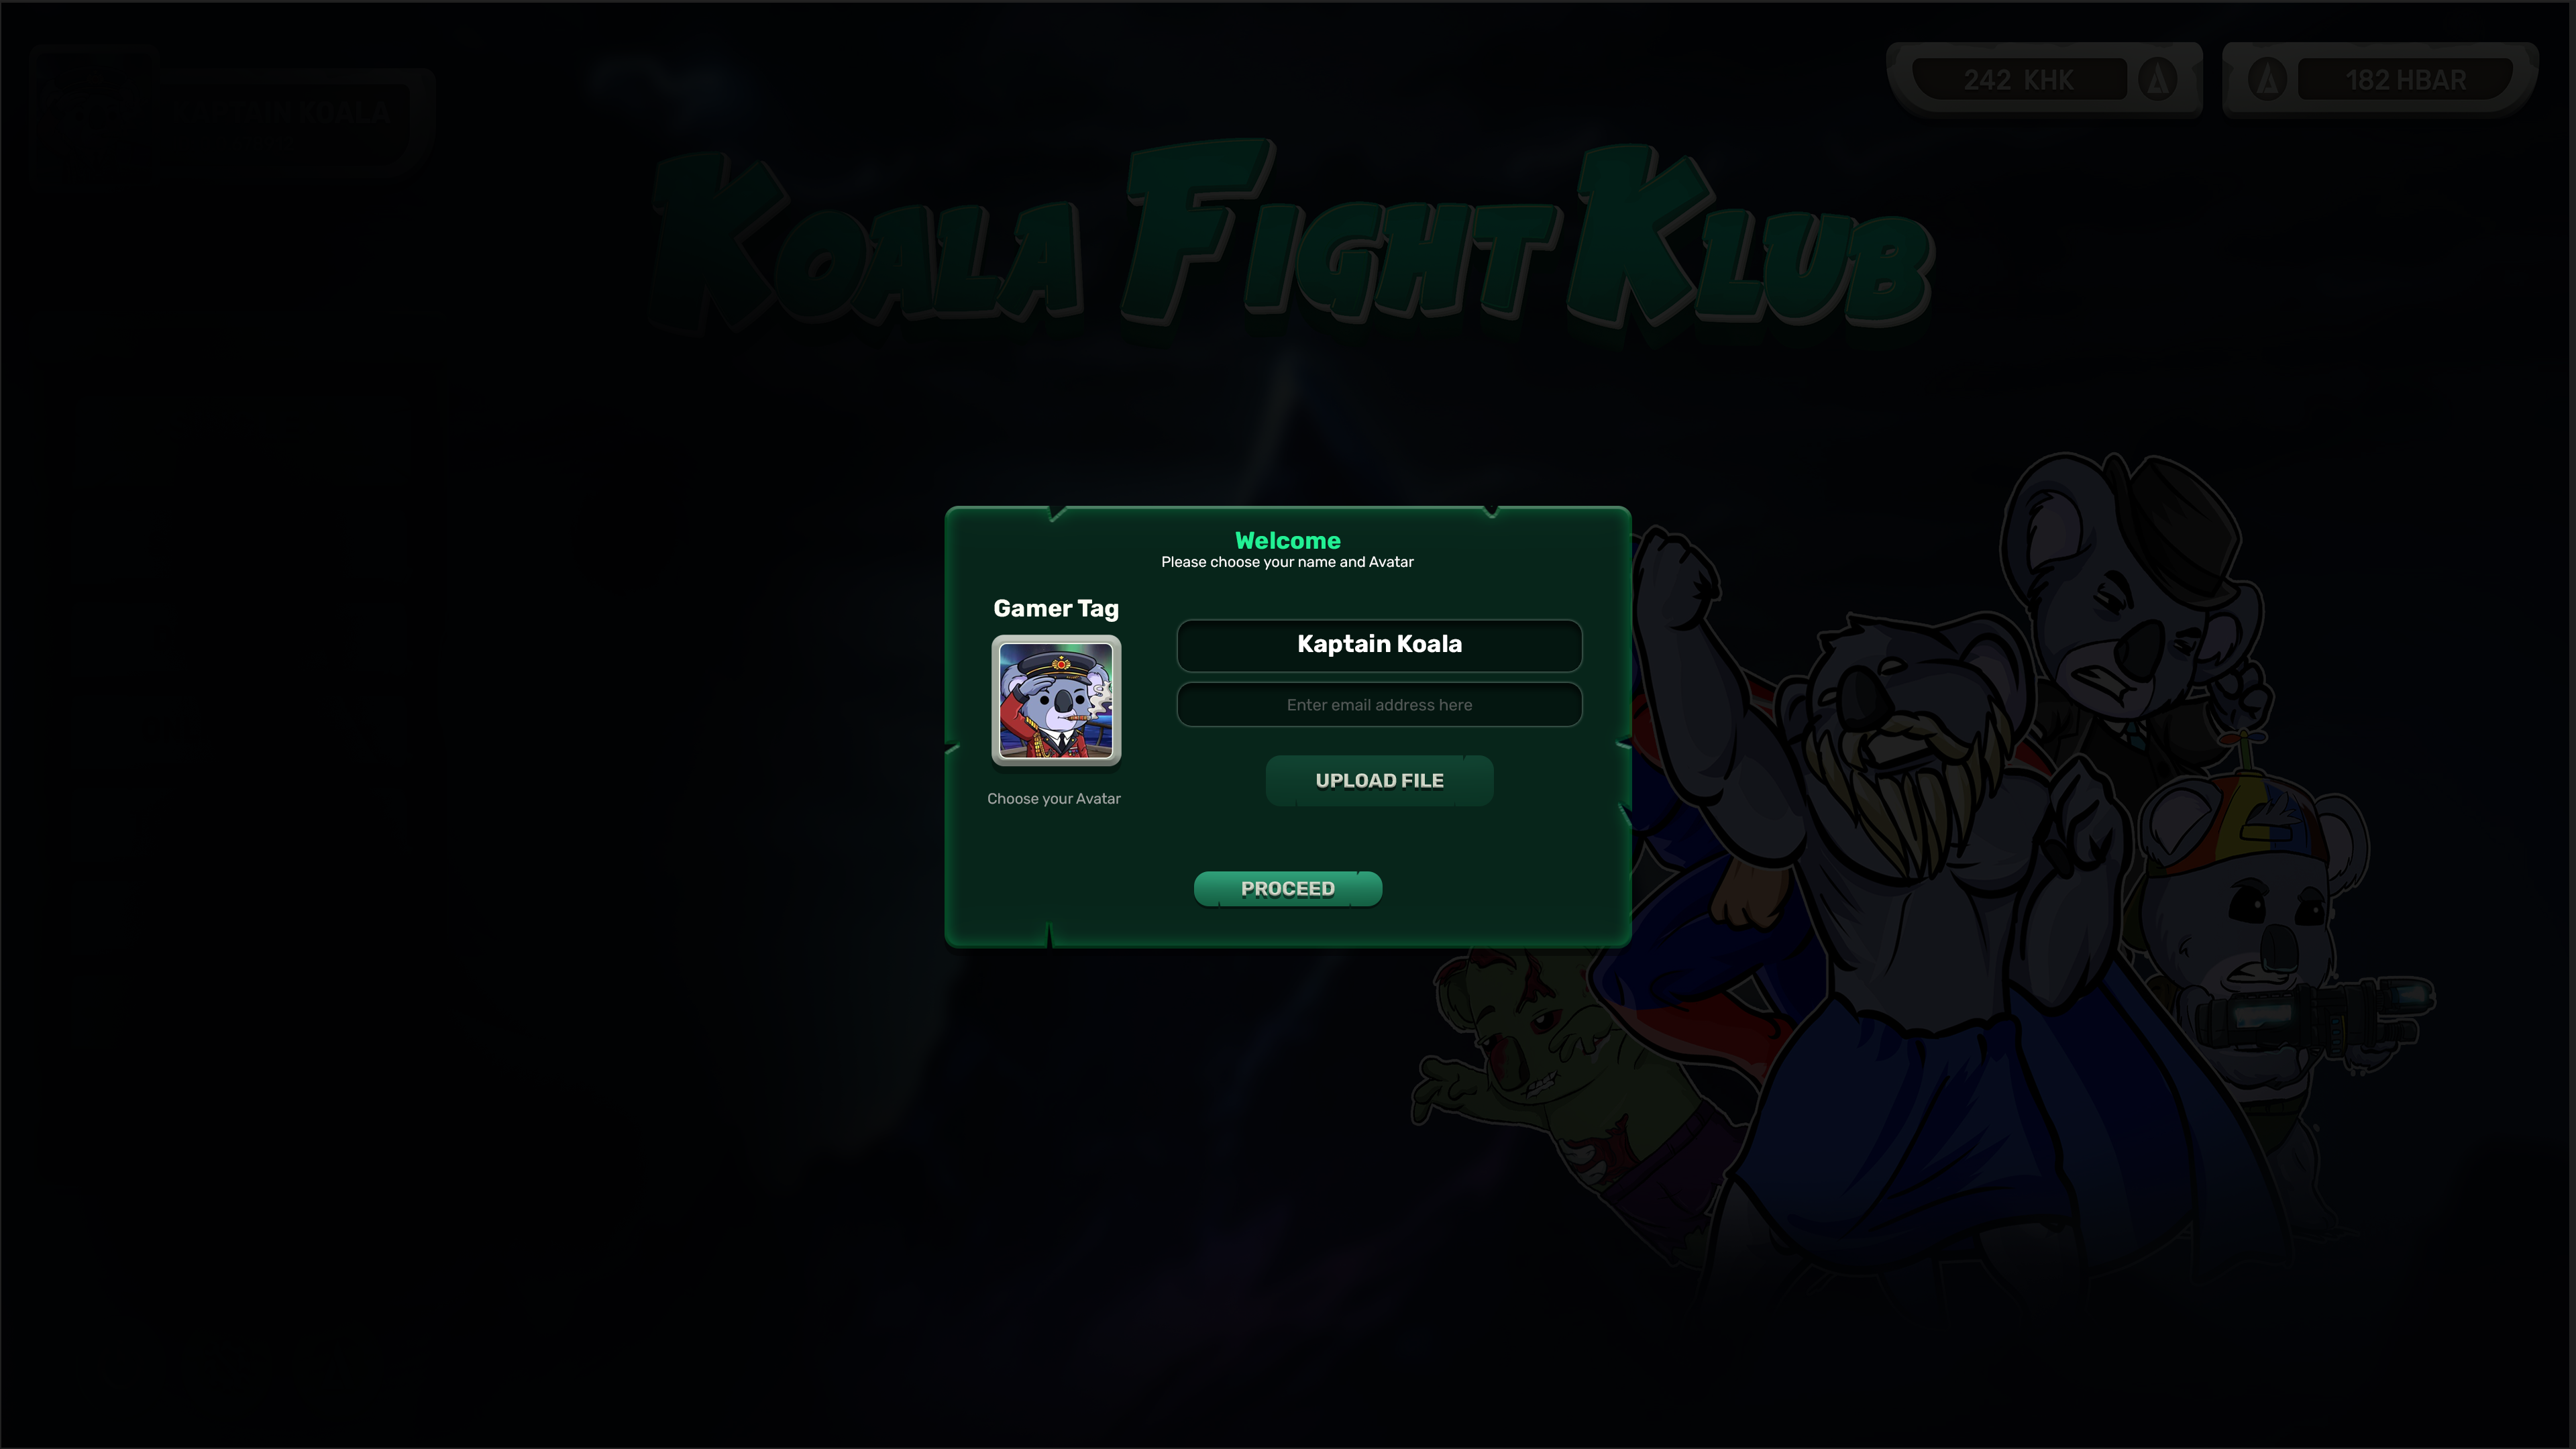 KAPTAIN KOALA
242 KHK
182 HBAR
KOALA FIGHT KLUB
Welcome
Please choose your name and Avatar
Gamer Tag
Kaptain Koala
Enter email address here
UPLOAD FILE
Choose your Avatar
PROCEED